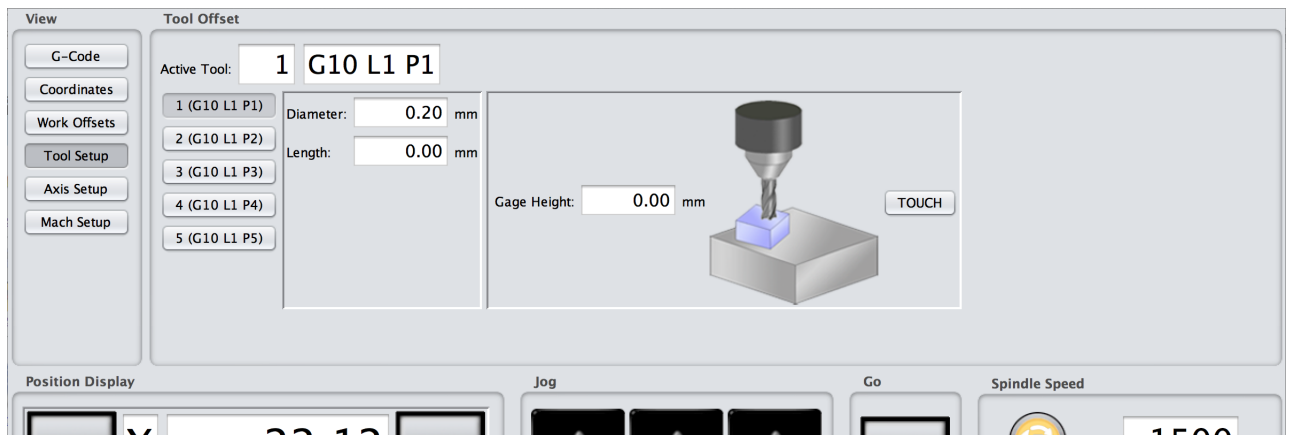 View
Tool Offset
G-Code
Coordinates
Work Offsets
Tool Setup
Axis Setup
Mach Setup
Active Tool: 1 G10 L1 P1
1 (G10 L1 P1)
2 (G10 L1 P2)
3 (G10 L1 P3)
4 (G10 L1 P4)
5 (G10 L1 P5)
Diameter: 0.20 mm
Length: 0.00 mm
Gage Height: 0.00 mm
TOUCH
Position Display
Jog
Go
Spindle Speed
X 22.12
1500